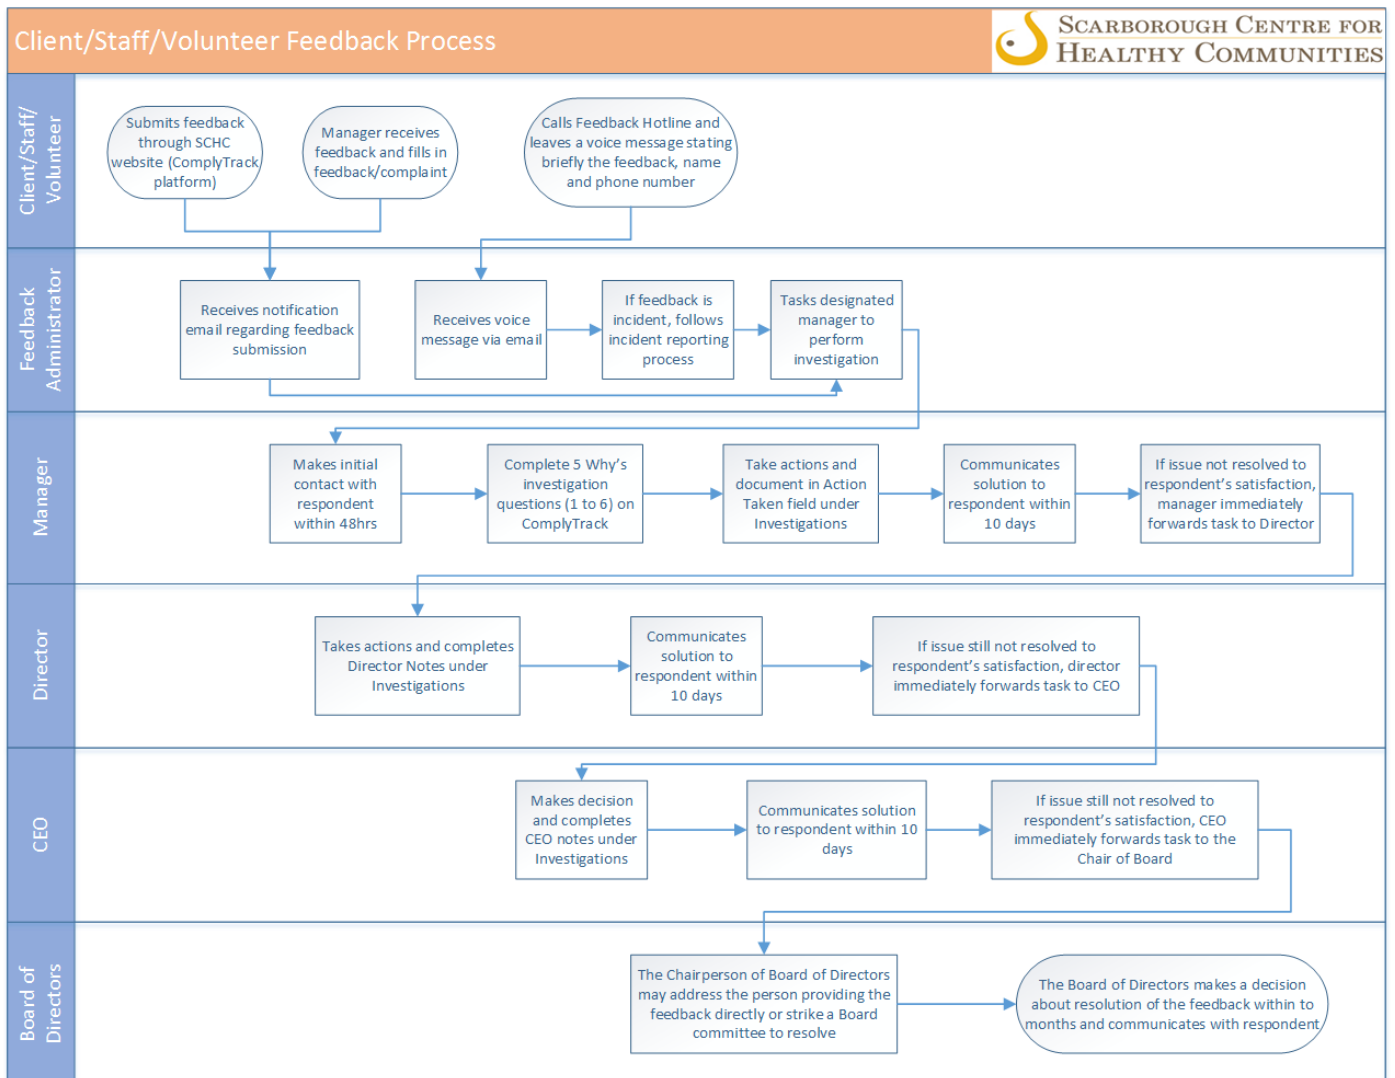 Client/Staff/Volunteer Feedback Process
SCARBOROUGH CENTRE FOR
HEALTHY COMMUNITIES
Client/Staff/
Volunteer
Submits feedback
through SCHC
website (ComplyTrack
platform)
Manager receives
feedback and fills in
feedback/complaint
Calls Feedback Hotline and
leaves a voice message stating
briefly the feedback, name
and phone number
Feedback
Administrator
Receives notification
email regarding feedback
submission
Receives voice
message via email
If feedback is
incident, follows
incident reporting
process
Tasks designated
manager to
perform
investigation
Manager
Makes initial
contact with
respondent
within 48hrs
Complete 5 Why's
investigation
questions (1 to 6) on
ComplyTrack
Take actions and
document in Action
Taken field under
Investigations
Communicates
solution to
respondent within
10 days
If issue not resolved to
respondent's satisfaction,
manager immediately
forwards task to Director
Director
Takes actions and completes
Director Notes under
Investigations
Communicates
solution to
respondent within
10 days
If issue still not resolved to
respondent's satisfaction, director
immediately forwards task to CEO
CEO
Makes decision
and completes
CEO notes under
Investigations
Communicates solution
to respondent within 10
days
If issue still not resolved to
respondent's satisfaction, CEO
immediately forwards task to the
Chair of Board
Board of
Directors
The Chairperson of Board of Directors
may address the person providing the
feedback directly or strike a Board
committee to resolve
The Board of Directors makes a decision
about resolution of the feedback within to
months and communicates with respondent